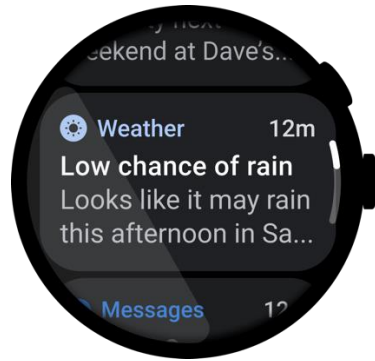 eekend at Dave's...
Weather 12m
Low chance of rain
Looks like it may rain
this afternoon in Sa...
Messages 12